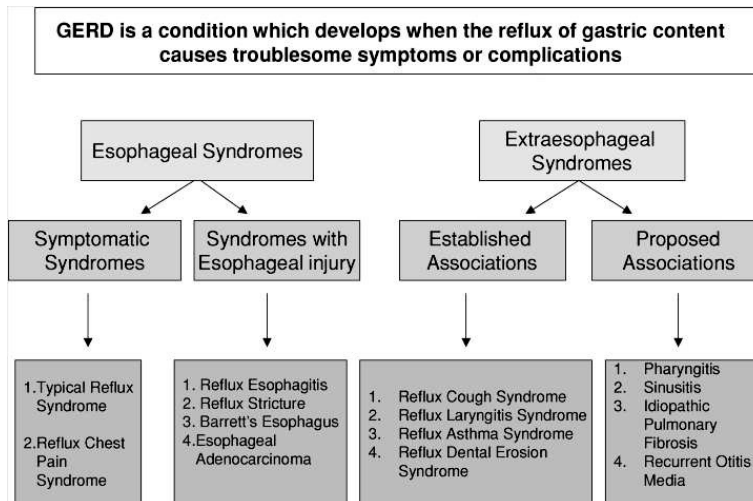 GERD is a condition which develops when the reflux of gastric content
causes troublesome symptoms or complications
Esophageal Syndromes
Extraesophageal
Syndromes
Symptomatic
Syndromes
Syndromes with
Esophageal injury
Established
Associations
Proposed
Associations
1.Typical Reflux
Syndrome
2.Reflux Chest
Pain
Syndrome
1. Reflux Esophagitis
2. Reflux Stricture
3. Barrett's Esophagus
4.Esophageal
Adenocarcinoma
1. Reflux Cough Syndrome
2. Reflux Laryngitis Syndrome
3. Reflux Asthma Syndrome
4. Reflux Dental Erosion
Syndrome
1. Pharyngitis
2. Sinusitis
3. Idiopathic
Pulmonary
Fibrosis
4. Recurrent Otitis
Media